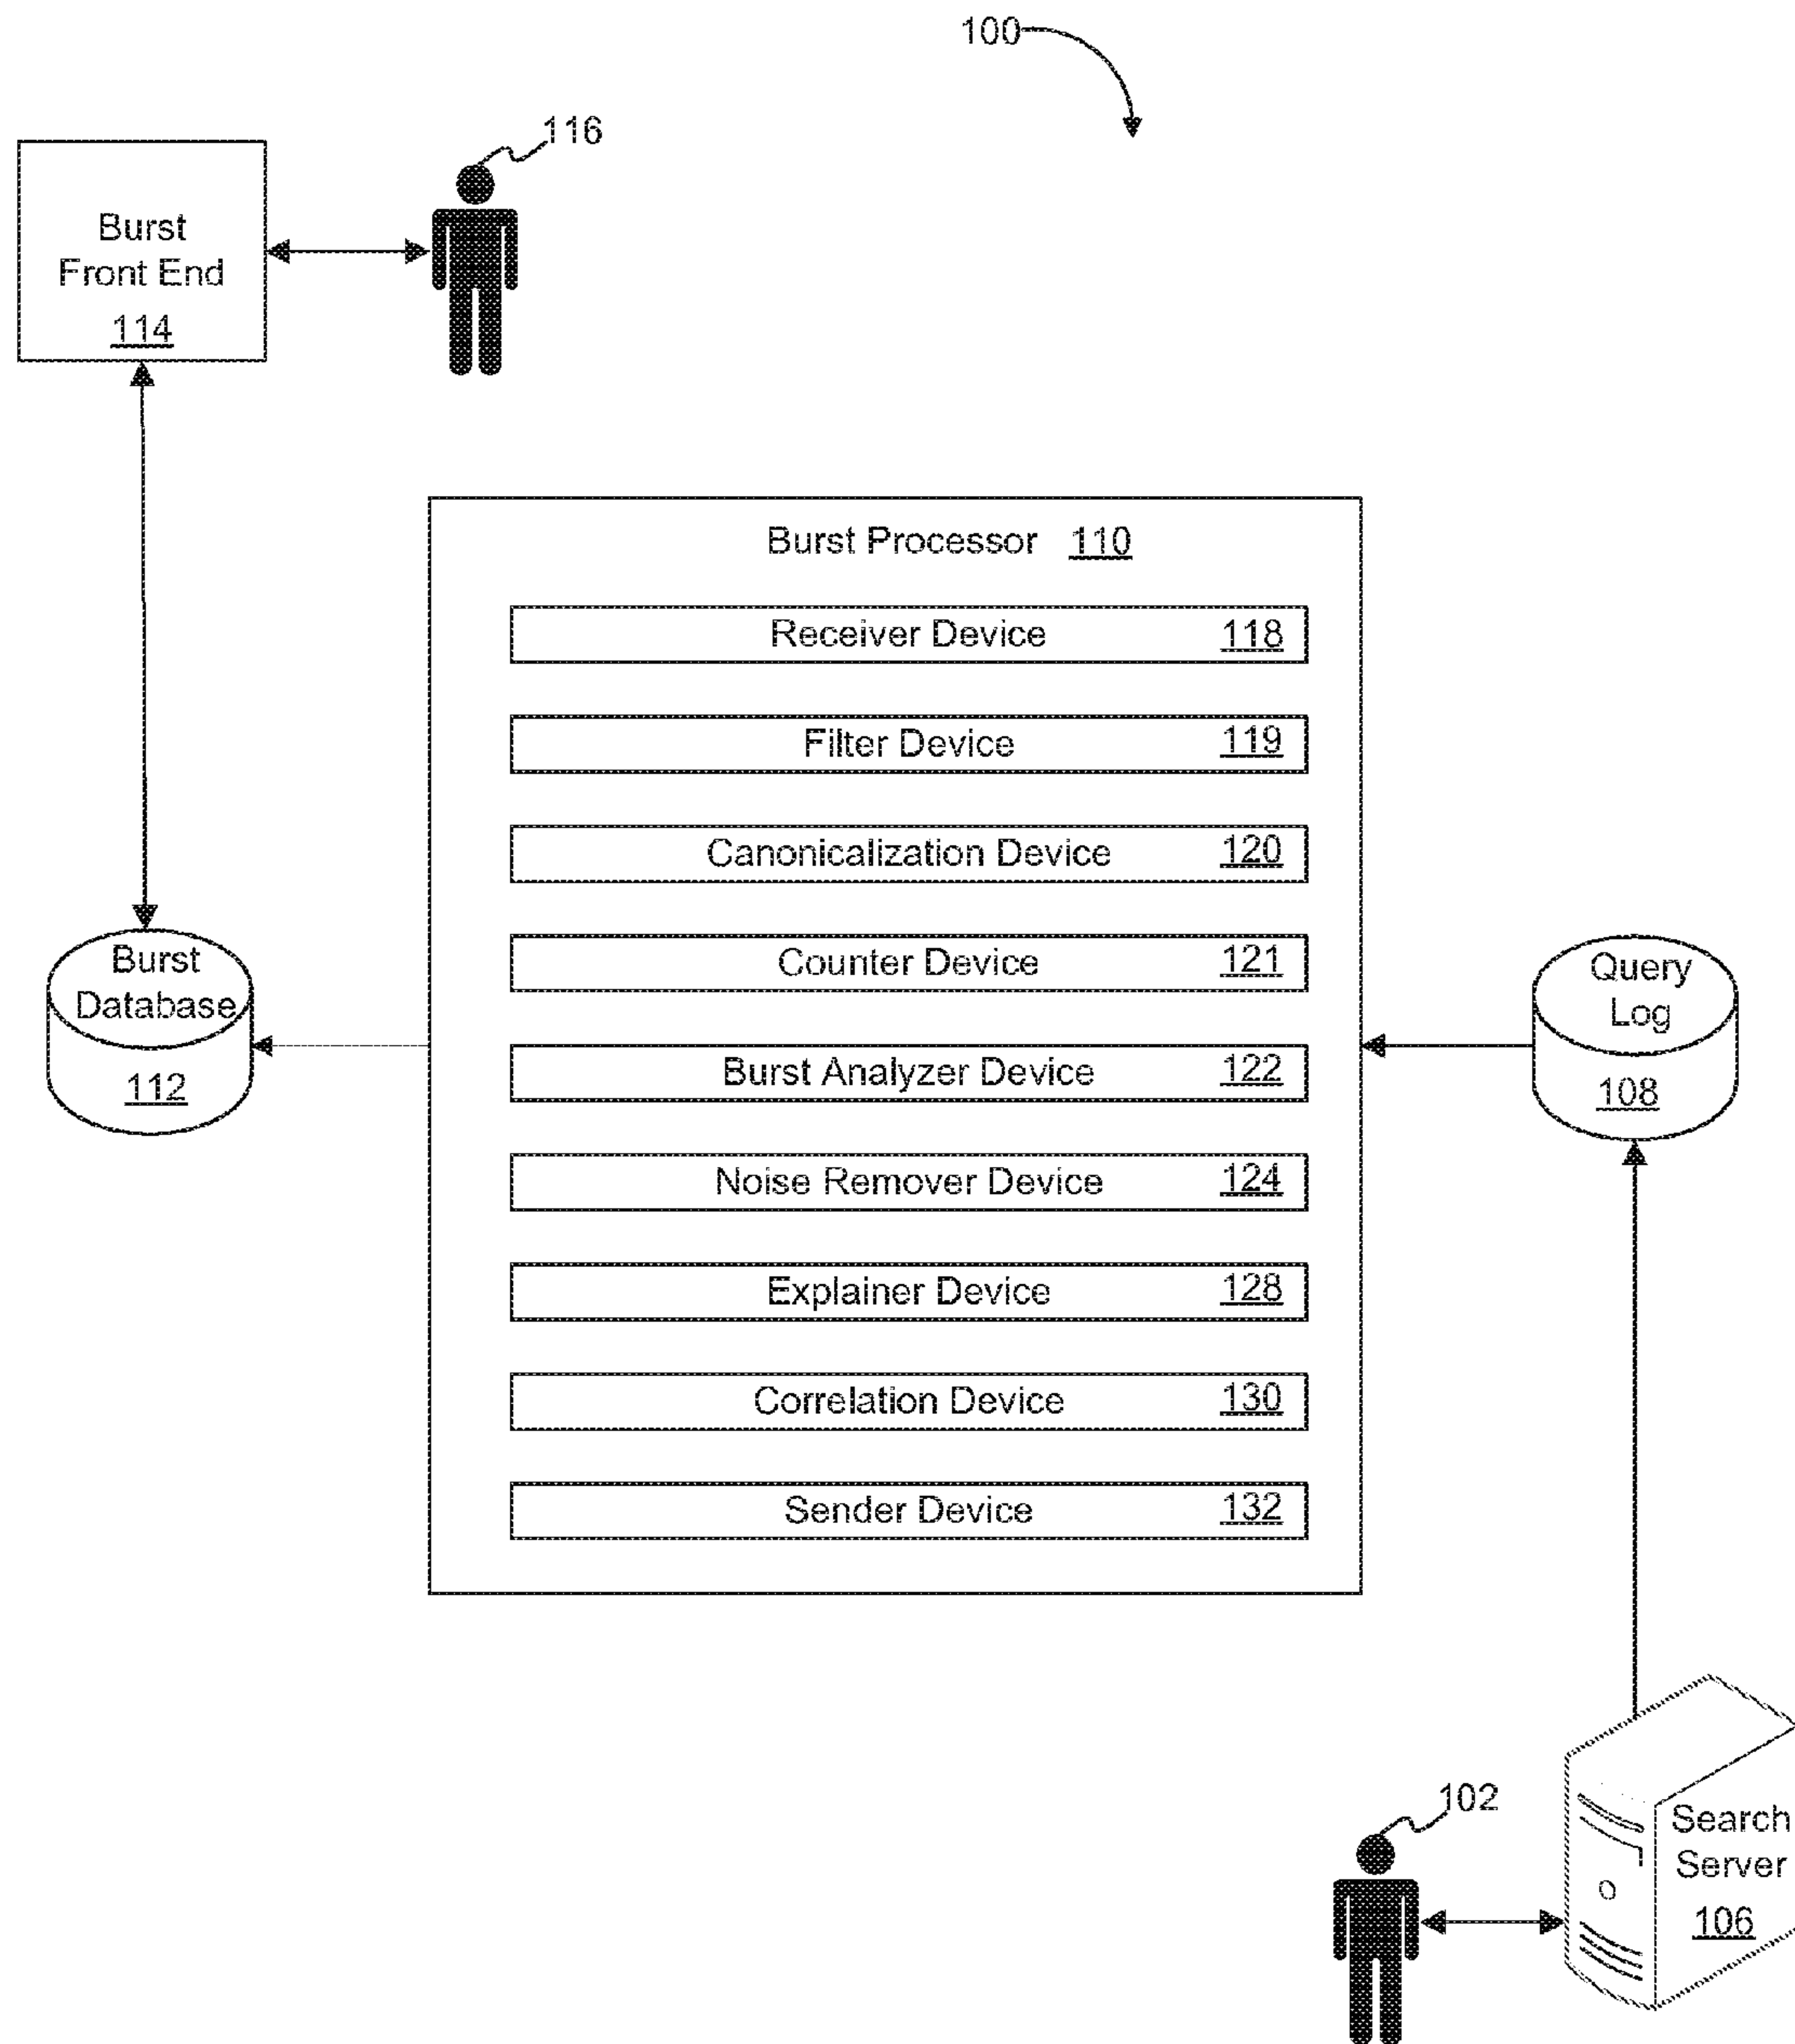 100
116
Burst
Front End
114
Burst Processor 110
Receiver Device 118
Filter Device 119
Canonicalization Device 120
Counter Device 121
Burst Analyzer Device 122
Noise Remover Device 124
Explainer Device 128
Correlation Device 130
Sender Device 132
Burst
Database
112
Query
Log
108
102
Search
Server
106